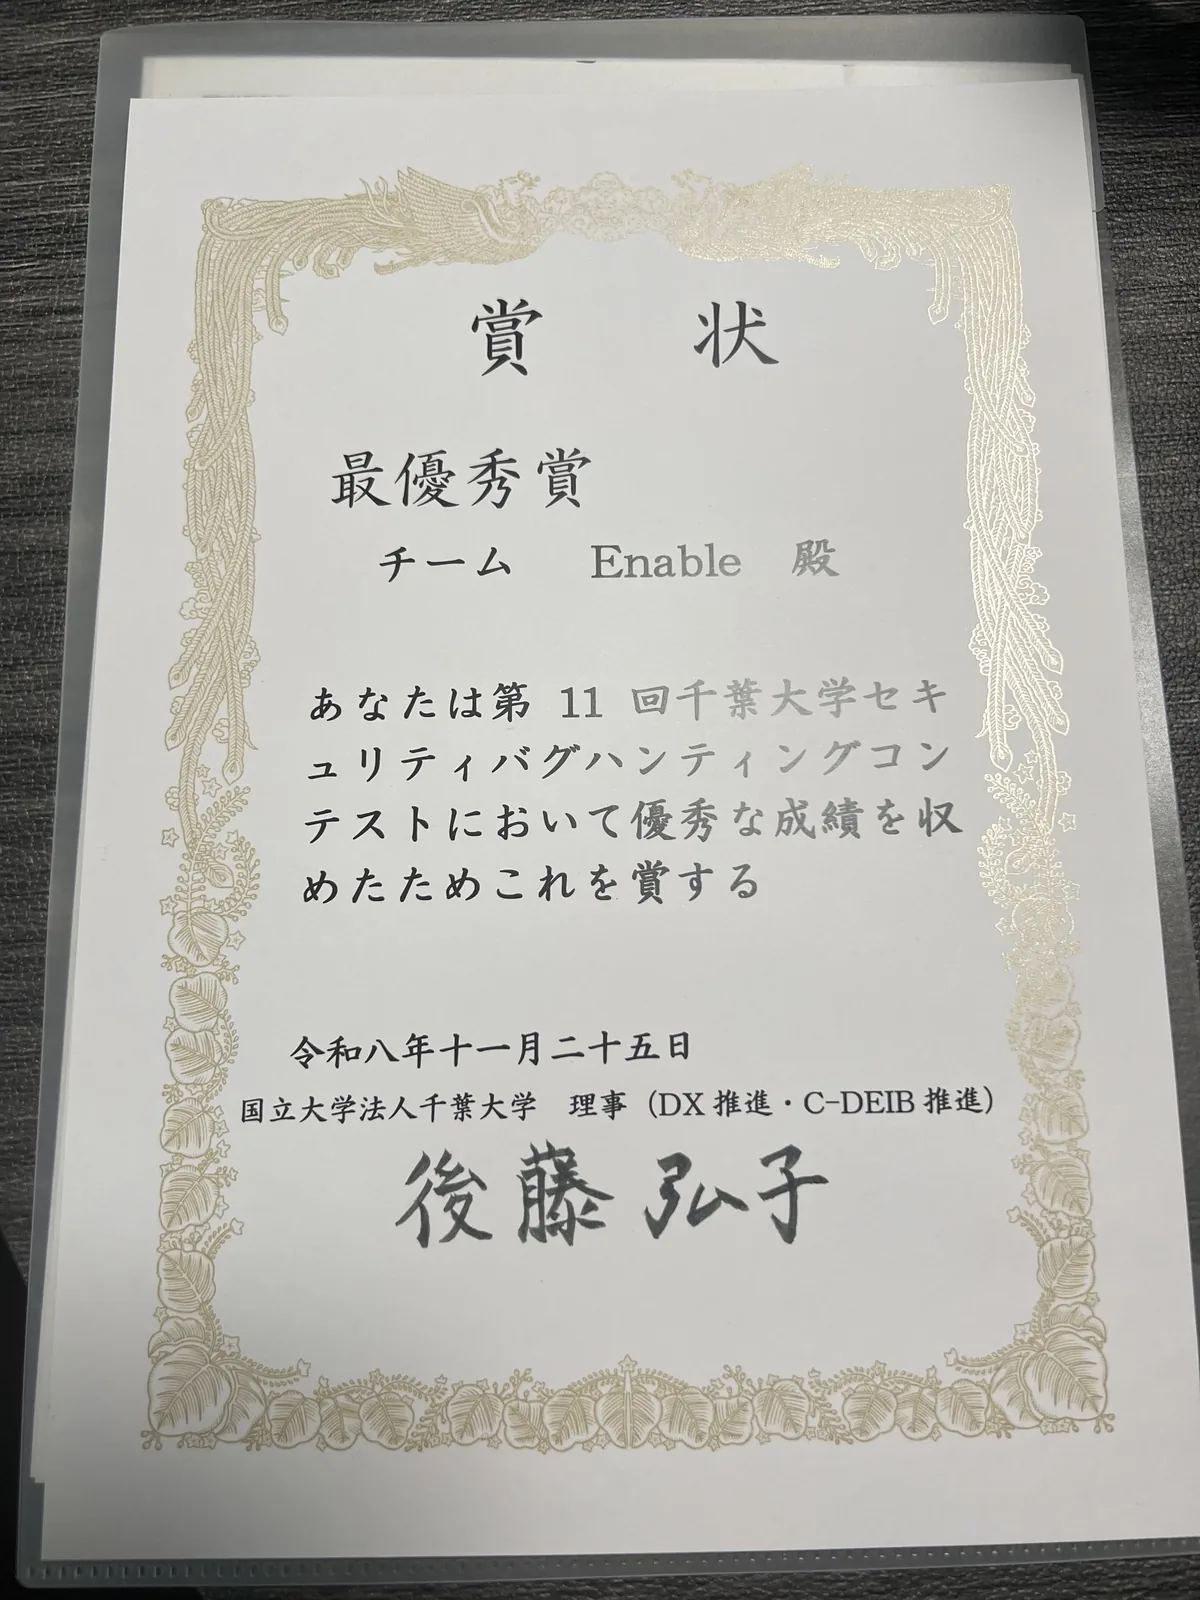 賞状
最優秀賞
チーム Enable 殿
あなたは第 11 回千葉大学セキ
ュリティバグハンティングコン
テストにおいて優秀な成績を収
めたためこれを賞する
令和八年十一月二十五日
国立大学法人千葉大学 理事（DX 推進・C-DEIB 推進）
後藤 弘子